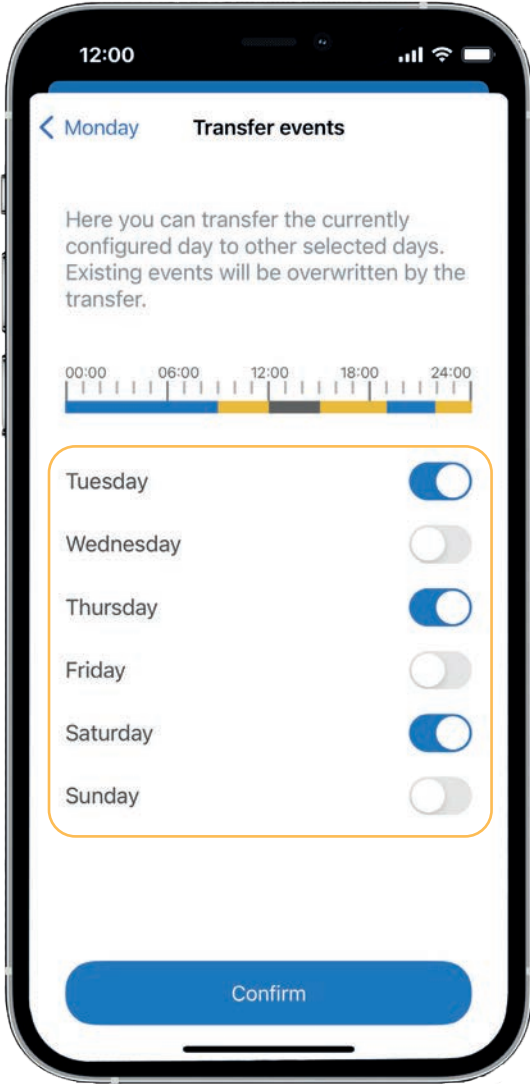 12:00
Monday
Transfer events
Here you can transfer the currently
configured day to other selected days.
Existing events will be overwritten by the
transfer.
00:00 06:00 12:00 18:00 24:00
Tuesday
Wednesday
Thursday
Friday
Saturday
Sunday
Confirm